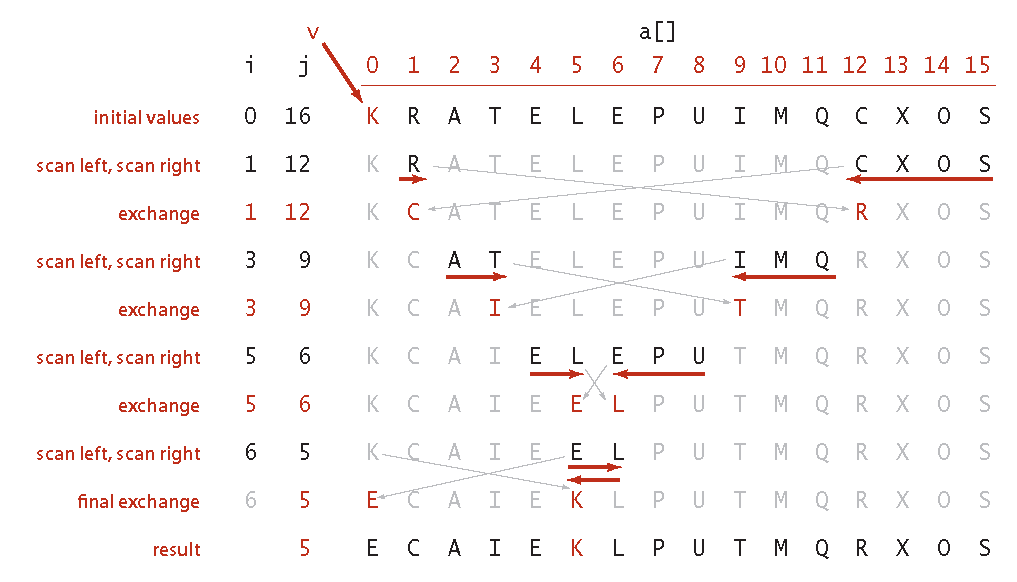 v a[]
i j 0 1 2 3 4 5 6 7 8 9 10 11 12 13 14 15
initial values 0 16 K R A T E L E P U I M Q C X O S
scan left, scan right 1 12 K R A T E L E P U I M Q C X O S
exchange 1 12 K C A T E L E P U I M Q R X O S
scan left, scan right 3 9 K C A T E L E P U I M Q R X O S
exchange 3 9 K C A I E L E P U T M Q R X O S
scan left, scan right 5 6 K C A I E L E P U T M Q R X O S
exchange 5 6 K C A I E E L P U T M Q R X O S
scan left, scan right 6 5 K C A I E E L P U T M Q R X O S
final exchange 6 5 E C A I E K L P U T M Q R X O S
result 5 E C A I E K L P U T M Q R X O S